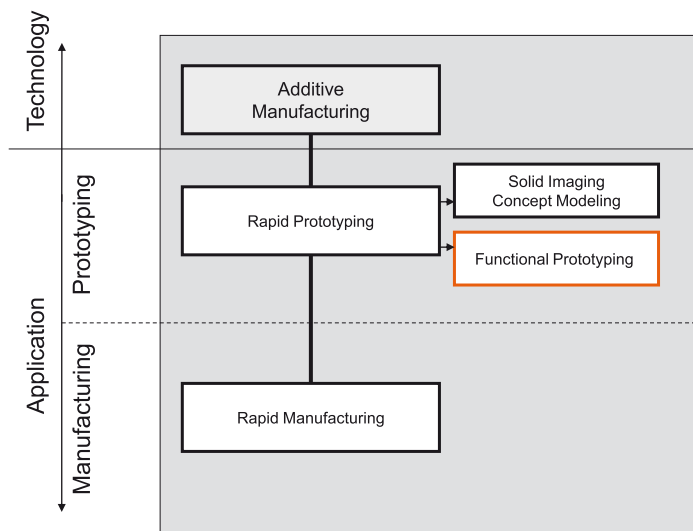 Technology
Additive
Manufacturing
Application
Prototyping
Rapid Prototyping
Solid Imaging
Concept Modeling
Functional Prototyping
Manufacturing
Rapid Manufacturing